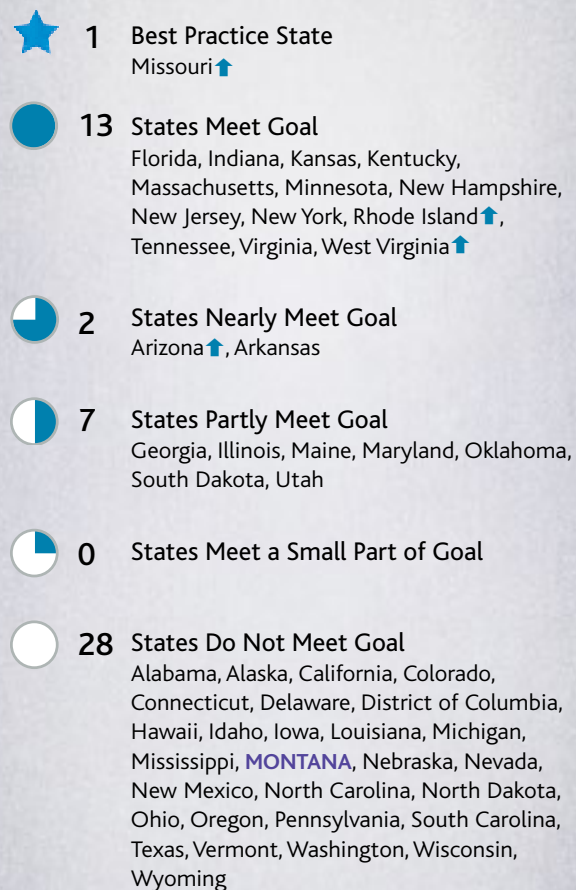 1 Best Practice State
Missouri⬆
13 States Meet Goal
Florida, Indiana, Kansas, Kentucky,
Massachusetts, Minnesota, New Hampshire,
New Jersey, New York, Rhode Island⬆,
Tennessee, Virginia, West Virginia⬆
2 States Nearly Meet Goal
Arizona⬆, Arkansas
7 States Partly Meet Goal
Georgia, Illinois, Maine, Maryland, Oklahoma,
South Dakota, Utah
0 States Meet a Small Part of Goal
28 States Do Not Meet Goal
Alabama, Alaska, California, Colorado,
Connecticut, Delaware, District of Columbia,
Hawaii, Idaho, Iowa, Louisiana, Michigan,
Mississippi, MONTANA, Nebraska, Nevada,
New Mexico, North Carolina, North Dakota,
Ohio, Oregon, Pennsylvania, South Carolina,
Texas, Vermont, Washington, Wisconsin,
Wyoming